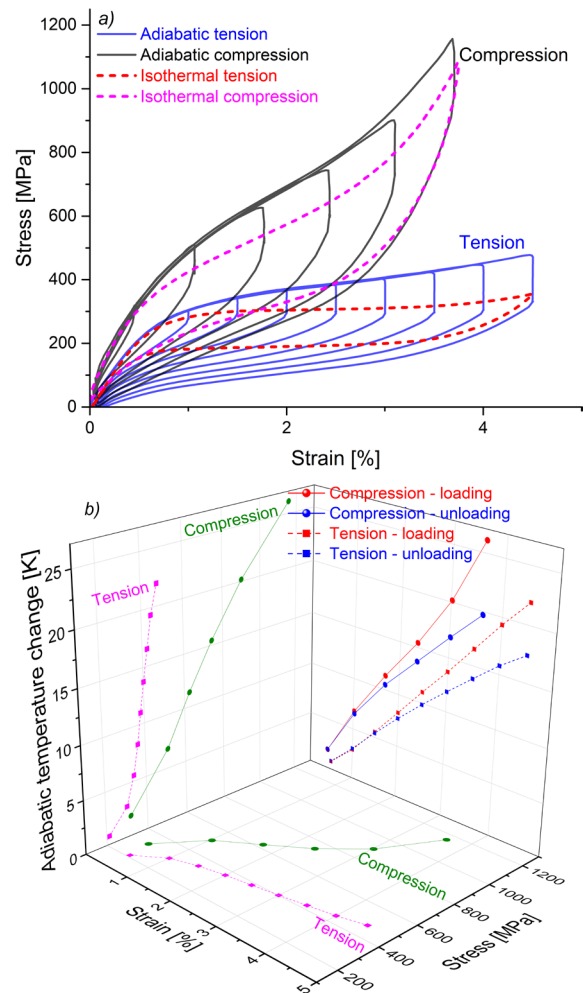 a)
Adiabatic tension
Adiabatic compression
Isothermal tension
Isothermal compression
Compression
Tension
Stress [MPa]
1200
1000
800
600
400
200
0
0 2 4
Strain [%]
b)
Compression - loading
Compression - unloading
Tension - loading
Tension - unloading
Compression
Tension
Adiabatic temperature change [K]
25
20
15
10
5
0
Compression
Tension
1 2 3 4 5
Strain [%]
200 400 600 800 1000 1200
Stress [MPa]